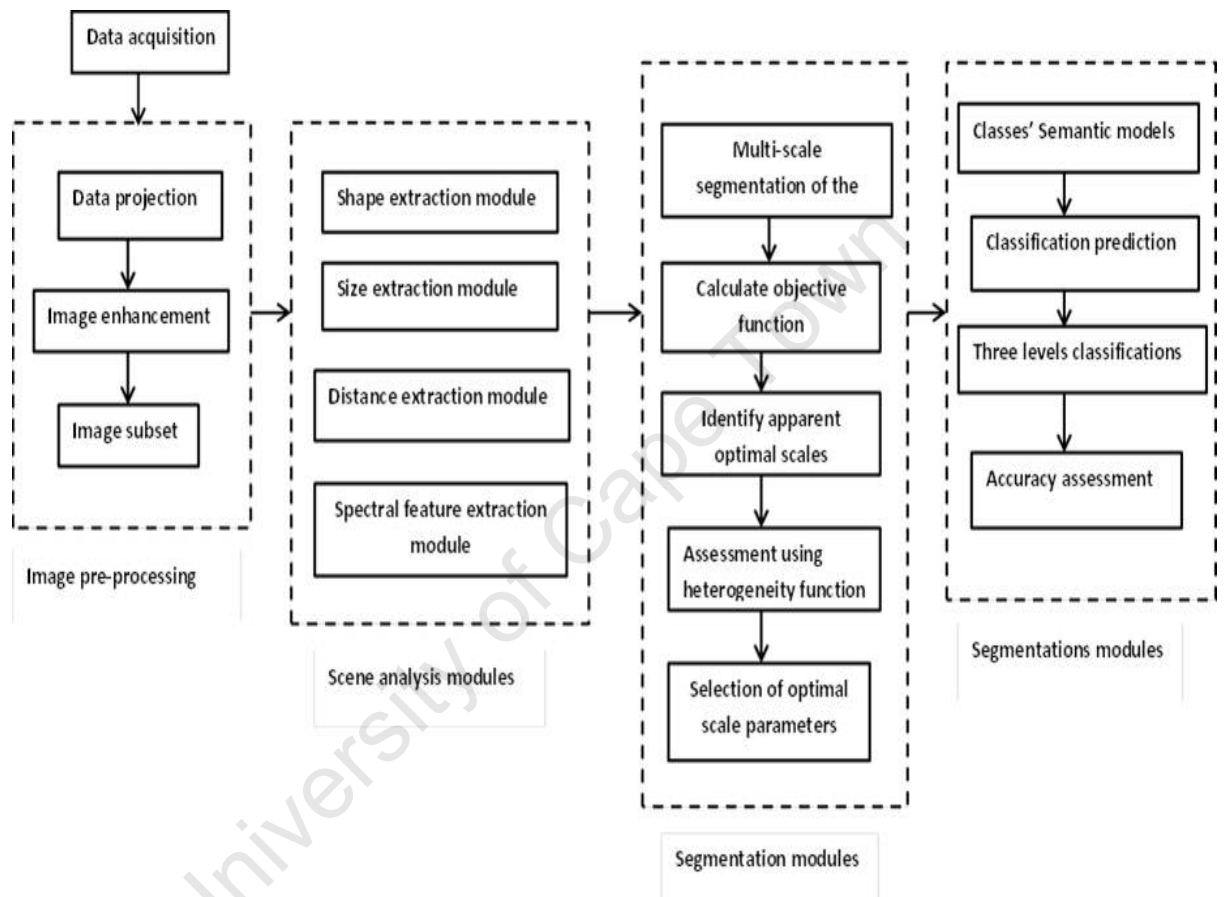 Data acquisition
Data projection
Image enhancement
Image subset
Image pre-processing
Shape extraction module
Size extraction module
Distance extraction module
Spectral feature extraction
module
Scene analysis modules
Multi-scale
segmentation of the
Calculate objective
function
Identify apparent
optimal scales
Assessment using
heterogeneity function
Selection of optimal
scale parameters
Segmentation modules
Classes' Semantic models
Classification prediction
Three levels classifications
Accuracy assessment
Segmentations modules
University of Cape Town